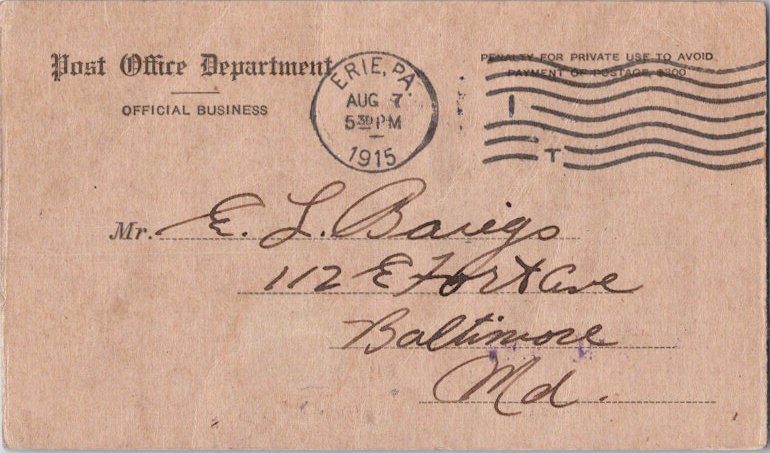 Post Office Department
OFFICIAL BUSINESS
ERIE, PA.
AUG 7
5 30 PM
1915
PENALTY FOR PRIVATE USE TO AVOID
PAYMENT OF POSTAGE, $300
1
T
Mr. E. L. 
112 E Fort Ave
Baltimore
Md.